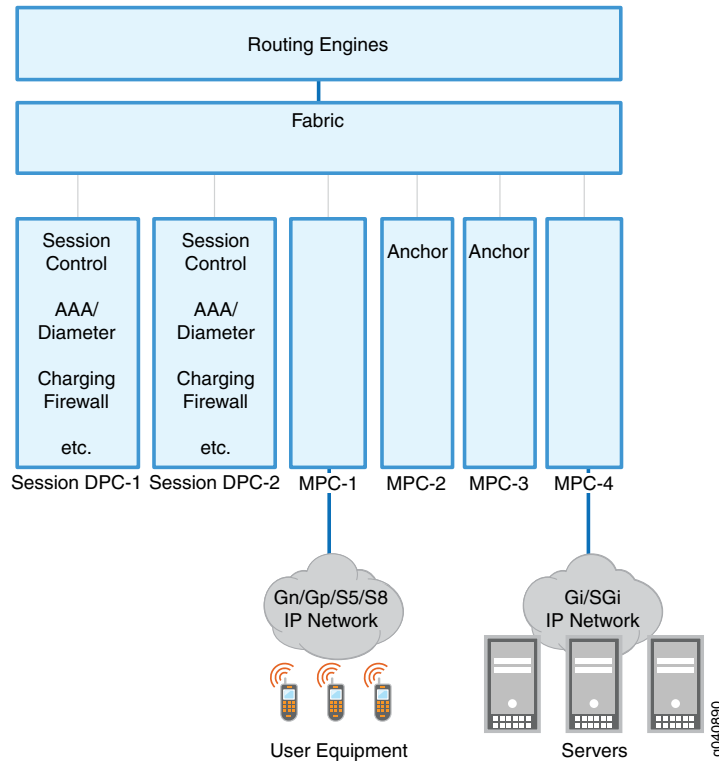 Routing Engines
Fabric
Session
Control
AAA/
Diameter
Charging
Firewall
etc.
Session
Control
AAA/
Diameter
Charging
Firewall
etc.
Anchor
Anchor
Session DPC-1
Session DPC-2
MPC-1
MPC-2
MPC-3
MPC-4
Gn/Gp/S5/S8
IP Network
Gi/SGi
IP Network
User Equipment
Servers
g040890